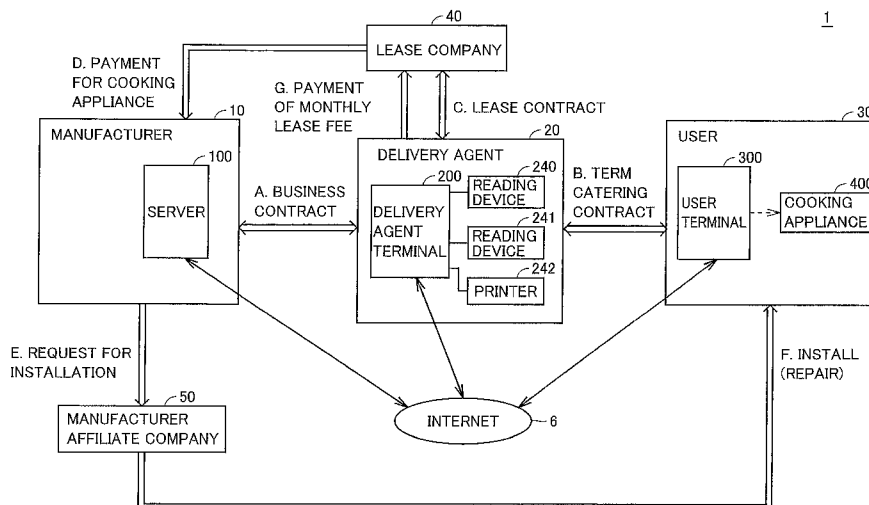 1
40
LEASE COMPANY
D. PAYMENT
FOR COOKING
APPLIANCE
G. PAYMENT
OF MONTHLY
LEASE FEE
C. LEASE CONTRACT
10
MANUFACTURER
100
SERVER
A. BUSINESS
CONTRACT
20
DELIVERY AGENT
200
DELIVERY
AGENT
TERMINAL
240
READING
DEVICE
241
READING
DEVICE
242
PRINTER
B. TERM
CATERING
CONTRACT
30
USER
300
USER
TERMINAL
400
COOKING
APPLIANCE
E. REQUEST FOR
INSTALLATION
50
MANUFACTURER
AFFILIATE COMPANY
INTERNET
6
F. INSTALL
(REPAIR)